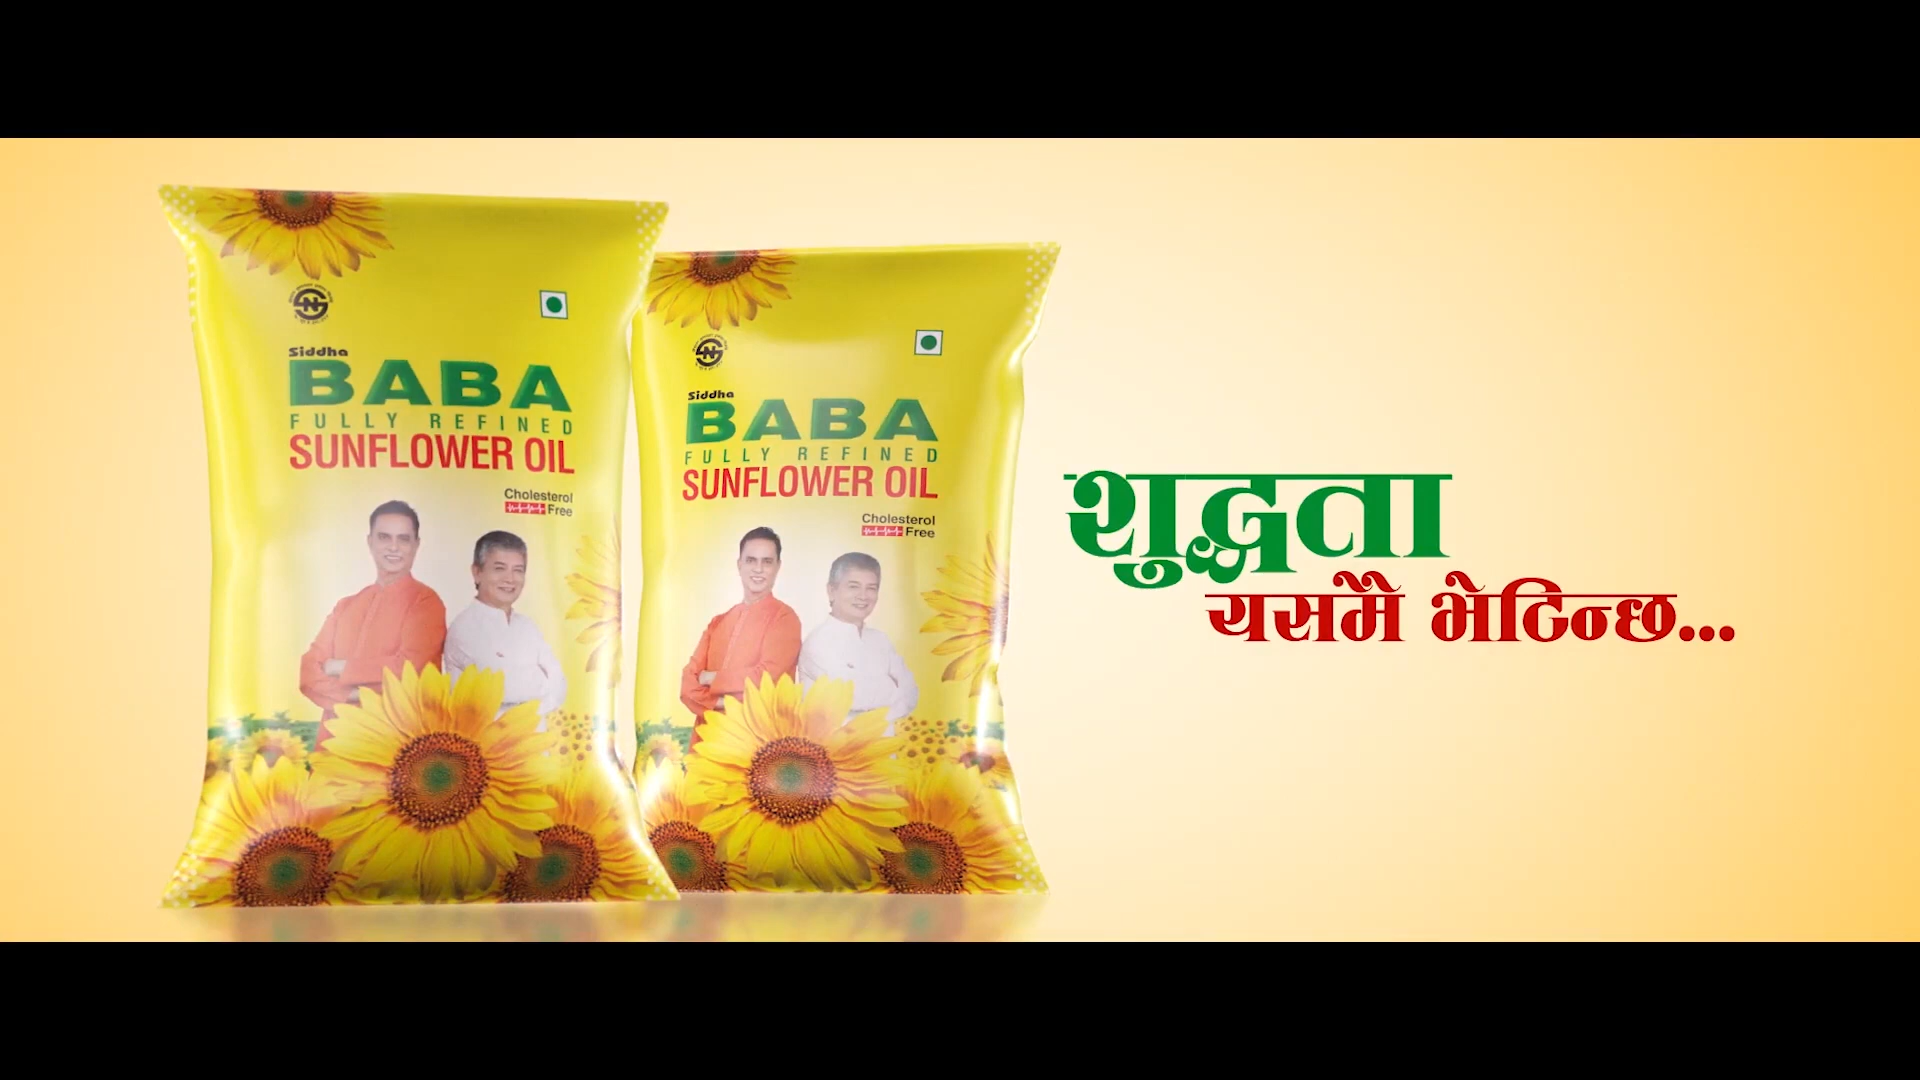 Siddha
BABA
FULLY REFINED
SUNFLOWER OIL
Cholesterol
Free
Siddha
BABA
FULLY REFINED
SUNFLOWER OIL
Cholesterol
Free
शुद्धता
यसमै भेटिन्छ...